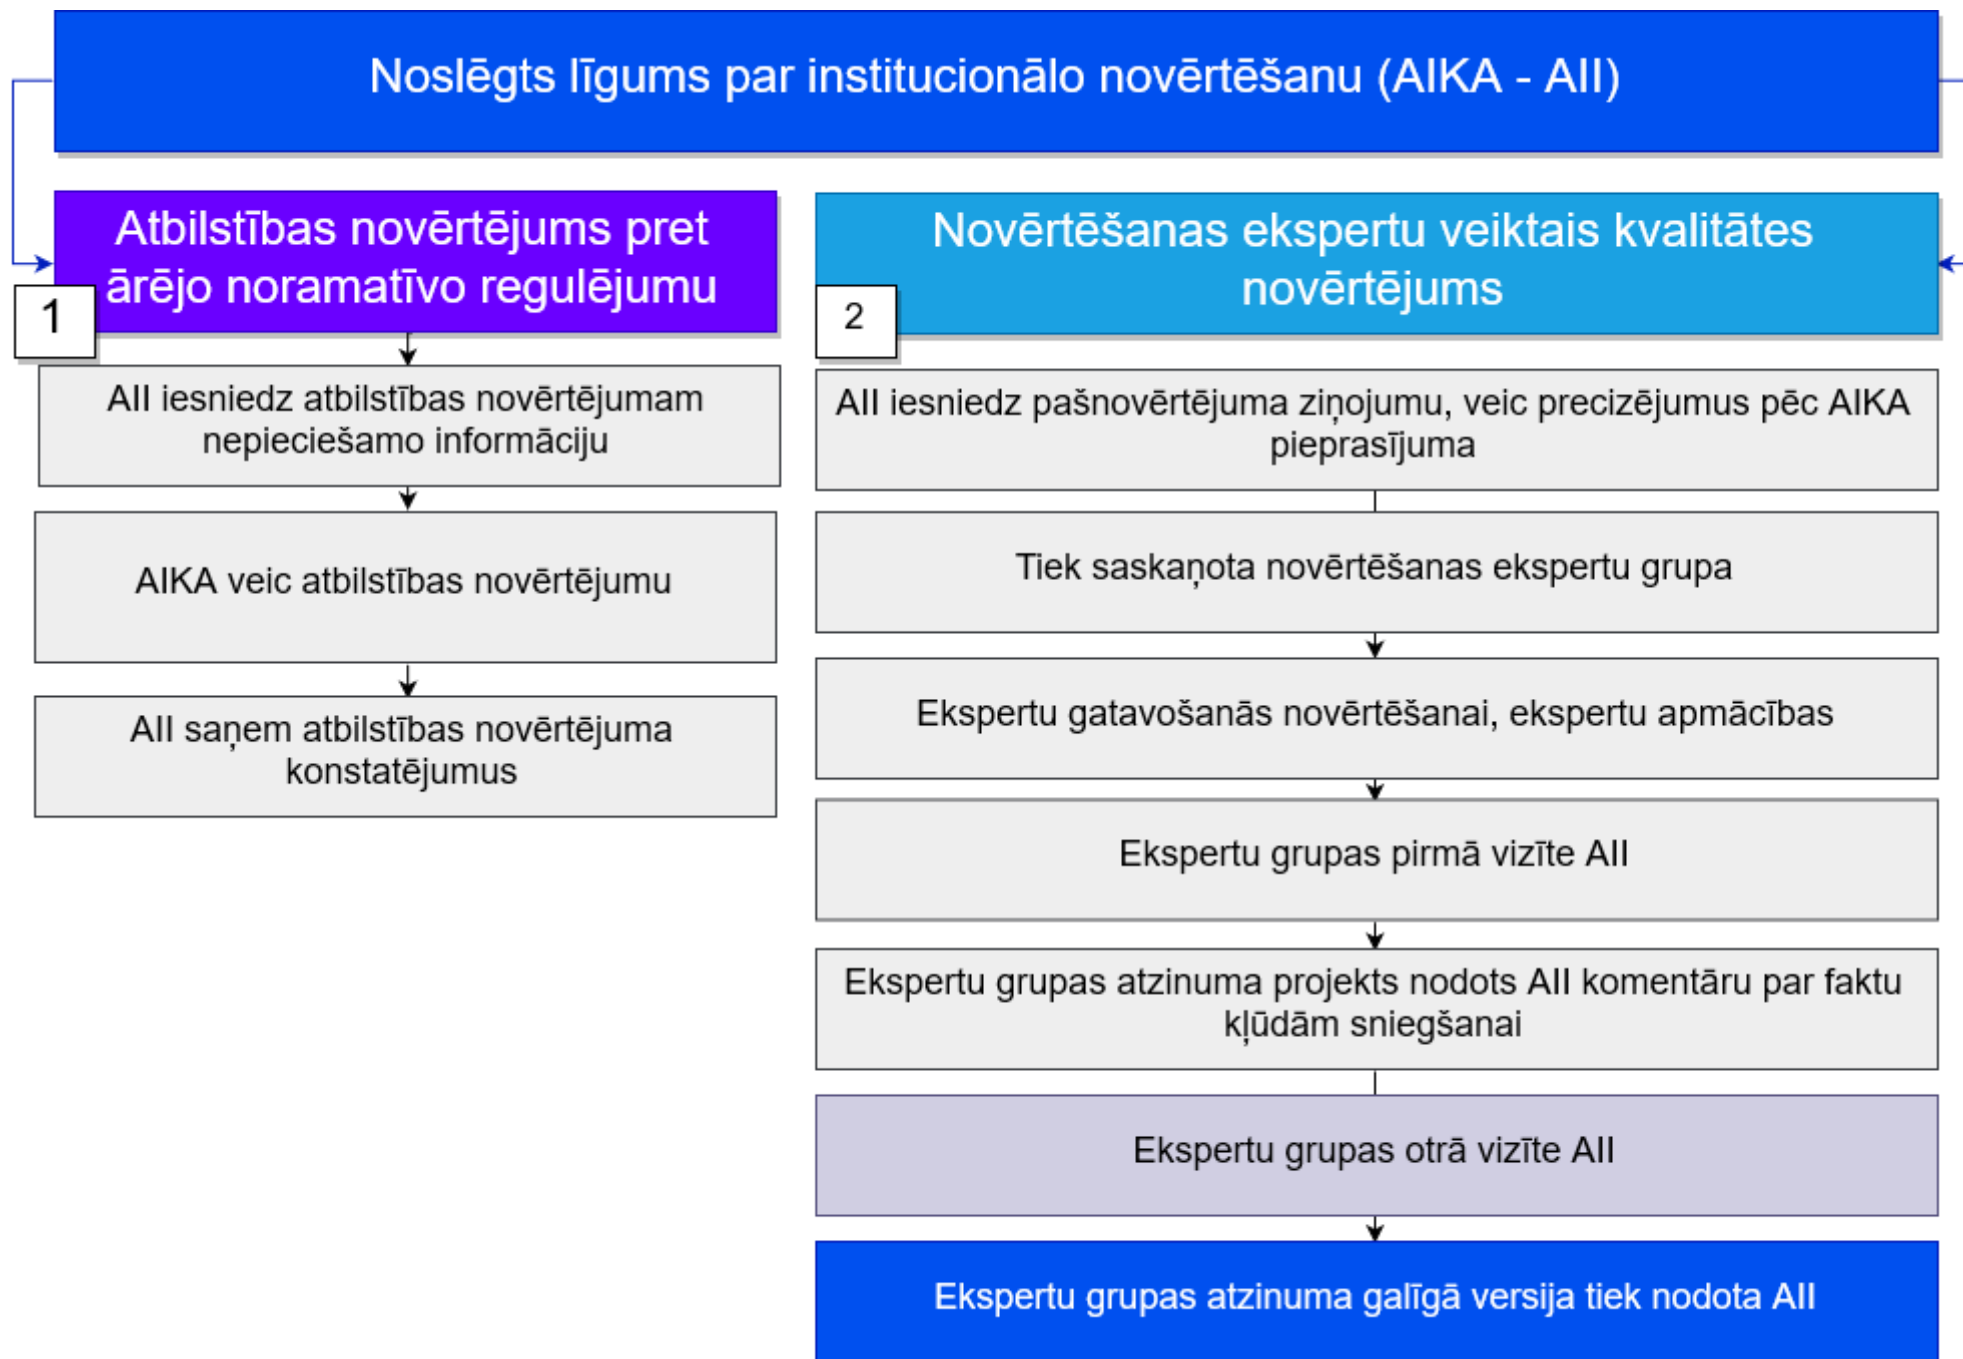 Noslēgts līgums par institucionālo novērtēšanu (AIKA - AII)
Atbilstības novērtējums pret
ārējo noramatīvo regulējumu
1
AII iesniedz atbilstības novērtējumam
nepieciešamo informāciju
AIKA veic atbilstības novērtējumu
AII saņem atbilstības novērtējuma
konstatējumus
Novērtēšanas ekspertu veiktais kvalitātes
novērtējums
2
AII iesniedz pašnovērtējuma ziņojumu, veic precizējumus pēc AIKA
pieprasījuma
Tiek saskaņota novērtēšanas ekspertu grupa
Ekspertu gatavošanās novērtēšanai, ekspertu apmācības
Ekspertu grupas pirmā vizīte AII
Ekspertu grupas atzinuma projekts nodots AII komentāru par faktu
kļūdām sniegšanai
Ekspertu grupas otrā vizīte AII
Ekspertu grupas atzinuma galīgā versija tiek nodota AII